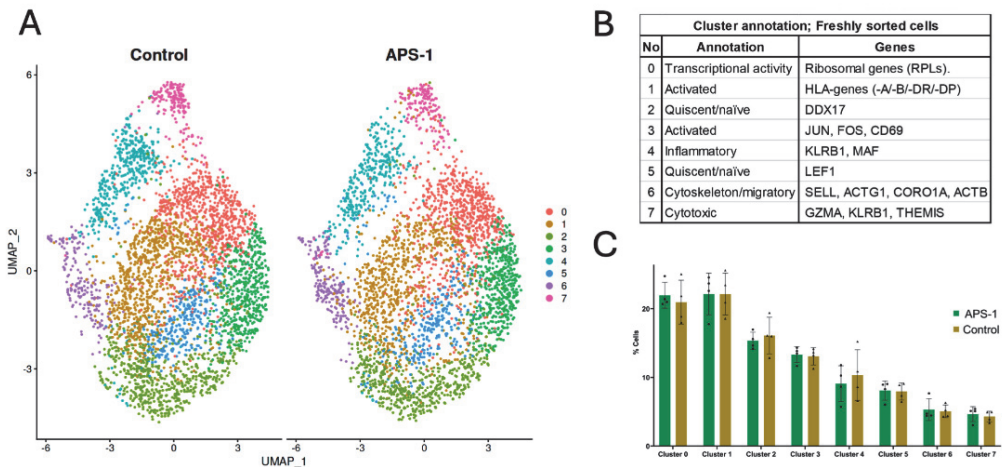 A
Control
APS-1
6
3
0
-3
UMAP_2
-6
-3
0
3
-6
-3
0
3
UMAP_1
0
1
2
3
4
5
6
7
B
Cluster annotation; Freshly sorted cells
No Annotation Genes
0 Transcriptional activity Ribosomal genes (RPLs).
1 Activated HLA-genes (-A/-B/-DR/-DP)
2 Quiscent/naïve DDX17
3 Activated JUN, FOS, CD69
4 Inflammatory KLRB1, MAF
5 Quiscent/naïve LEF1
6 Cytoskeleton/migratory SELL, ACTG1, CORO1A, ACTB
7 Cytotoxic GZMA, KLRB1, THEMIS
C
% Cells
20
10
0
APS-1
Control
Cluster 0 Cluster 1 Cluster 2 Cluster 3 Cluster 4 Cluster 5 Cluster 6 Cluster 7